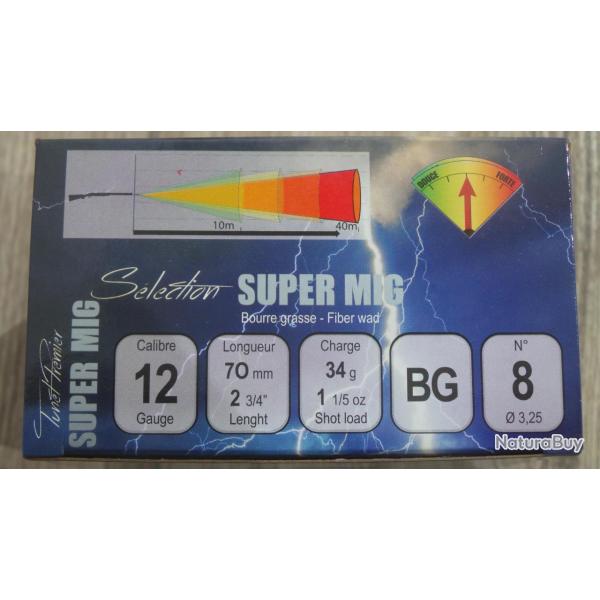 DOUCE FORTE
10m 40m
Selection SUPER MIG
Bourre grasse - Fiber wad
Tunet Premier
SUPER MIG
Calibre
12
Gauge
Longueur
70 mm
2 3/4"
Lenght
Charge
34 g
1 1/5 oz
Shot load
BG
N°
8
Ø 3,25
NaturaBuy